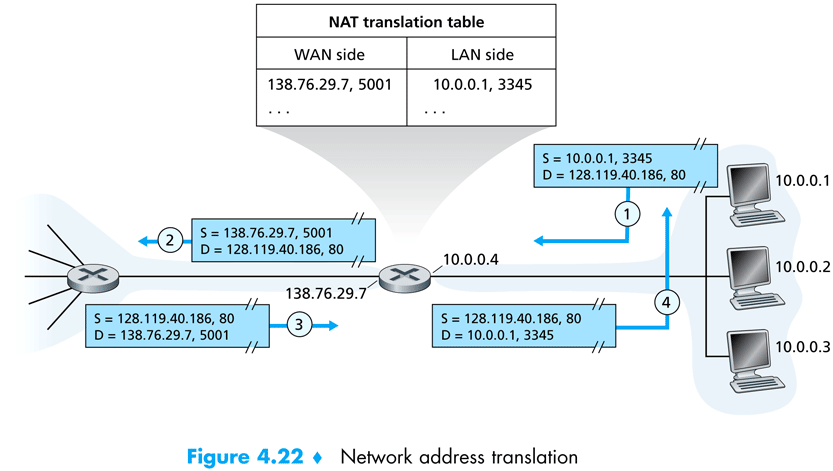 NAT translation table
WAN side LAN side
138.76.29.7, 5001 10.0.0.1, 3345
. . . . . .
S = 10.0.0.1, 3345
D = 128.119.40.186, 80
10.0.0.1
1
S = 138.76.29.7, 5001
D = 128.119.40.186, 80
2
10.0.0.4
10.0.0.2
138.76.29.7
4
S = 128.119.40.186, 80
D = 138.76.29.7, 5001
3
S = 128.119.40.186, 80
D = 10.0.0.1, 3345
10.0.0.3
Figure 4.22 ♦ Network address translation